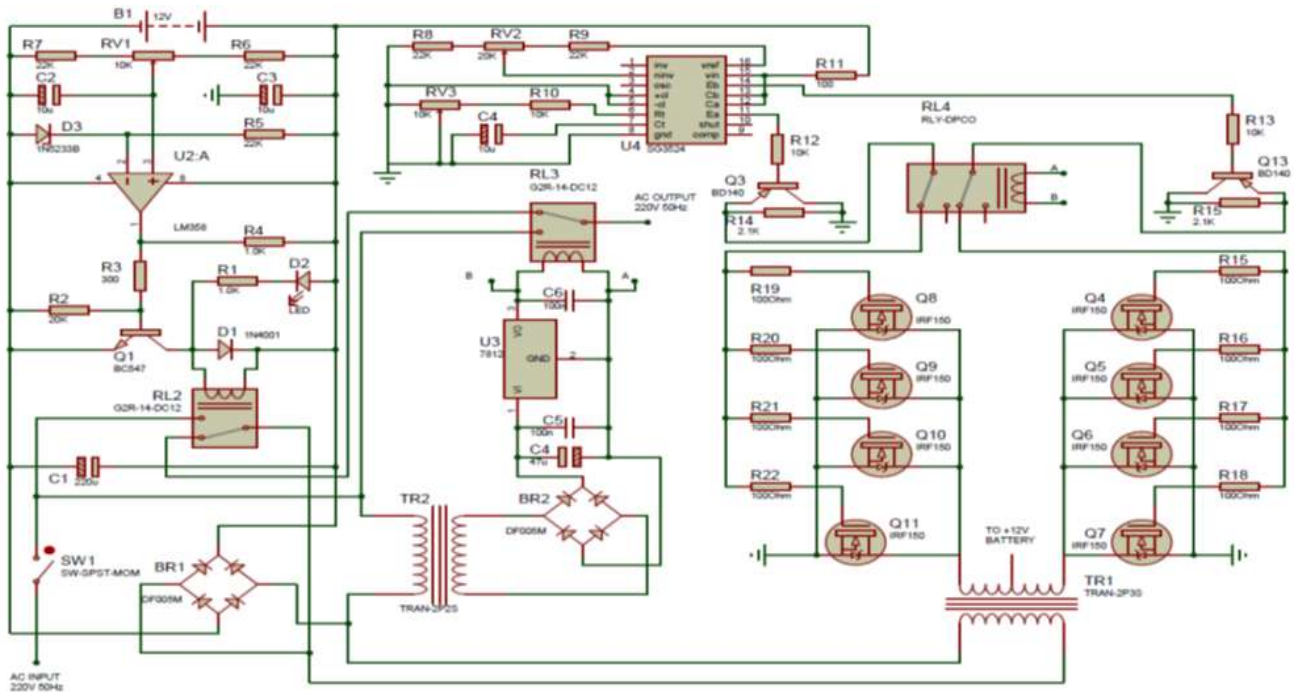 B1
12V
R7
22K
RV1
10K
R6
22K
C2
10u
C3
10u
D3
1N5233B
R5
22K
U2:A
2
3
4
8
1
LM358
R4
1.0K
R3
300
R1
1.0K
D2
LED
R2
20K
Q1
BC547
D1
1N4001
RL2
G2R-14-DC12
C1
220u
SW1
SW-SPST-MOM
BR1
DF005M
AC INPUT
220V 50Hz
R8
22K
RV2
20K
R9
22K
RV3
10K
R10
10K
C4
10u
U4
SG3524
inv
ninv
osc
+cl
-cl
Rt
Ct
gnd
vref
vin
Eb
Cb
Ca
Ea
shut
comp
R11
100
R12
10K
Q3
BD140
R14
2.1K
RL4
RLY-DPCO
A
B
R13
10K
Q13
BD140
R15
2.1K
RL3
G2R-14-DC12
AC OUTPUT
220V 50Hz
B
A
C6
100n
U3
7812
VO
GND
VI
3
2
1
C5
100n
C4
47u
TR2
TRAN-2P2S
BR2
DF005M
R19
100Ohm
Q8
IRF150
R20
100Ohm
Q9
IRF150
R21
100Ohm
Q10
IRF150
R22
100Ohm
Q11
IRF150
Q4
IRF150
R15
100Ohm
Q5
IRF150
R16
100Ohm
Q6
IRF150
R17
100Ohm
Q7
IRF150
R18
100Ohm
TO +12V
BATTERY
TR1
TRAN-2P3S